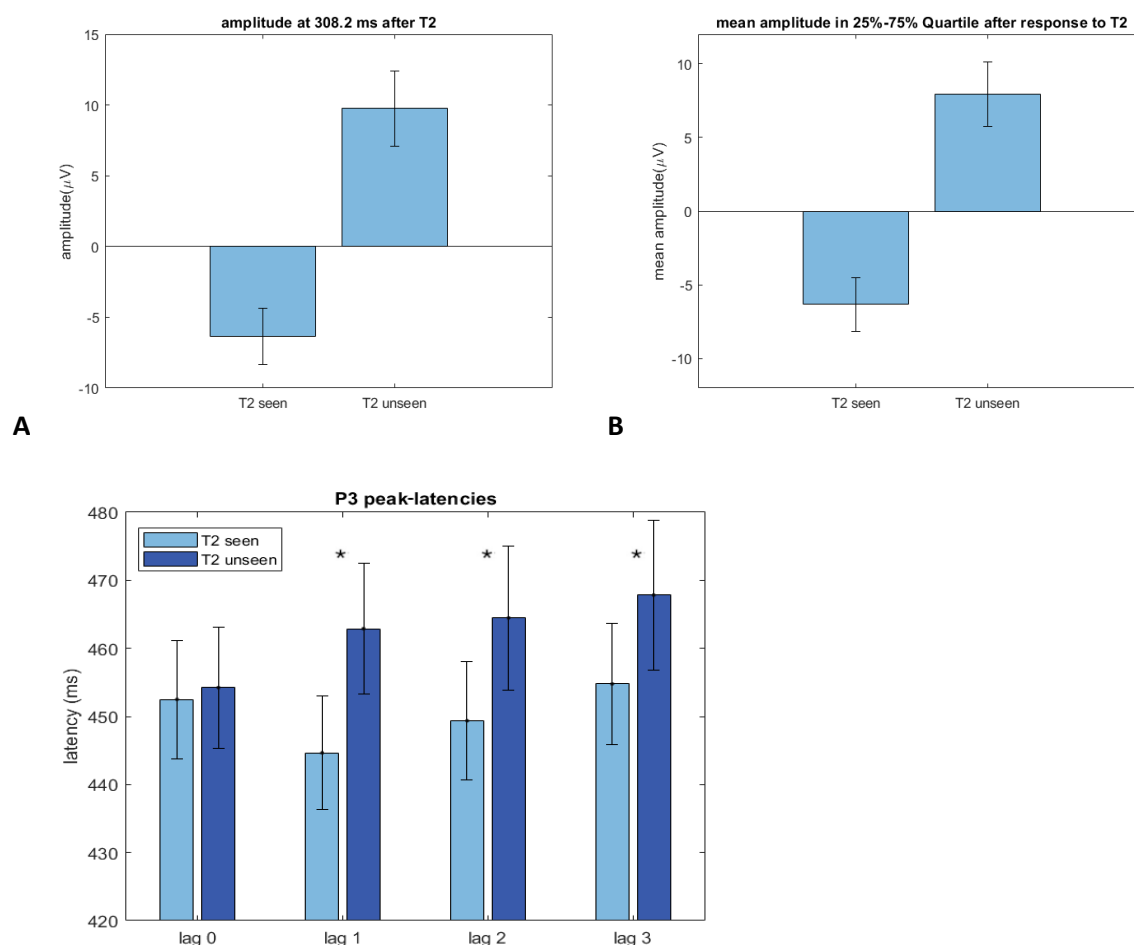 amplitude at 308.2 ms after T2
15
10
5
0
-5
-10
amplitude(μV)
T2 seen
T2 unseen
A
mean amplitude in 25%-75% Quartile after response to T2
10
5
0
-5
-10
mean amplitude(μV)
T2 seen
T2 unseen
B
P3 peak-latencies
480
470
460
450
440
430
420
latency (ms)
T2 seen
T2 unseen
*
*
*
lag 0
lag 1
lag 2
lag 3